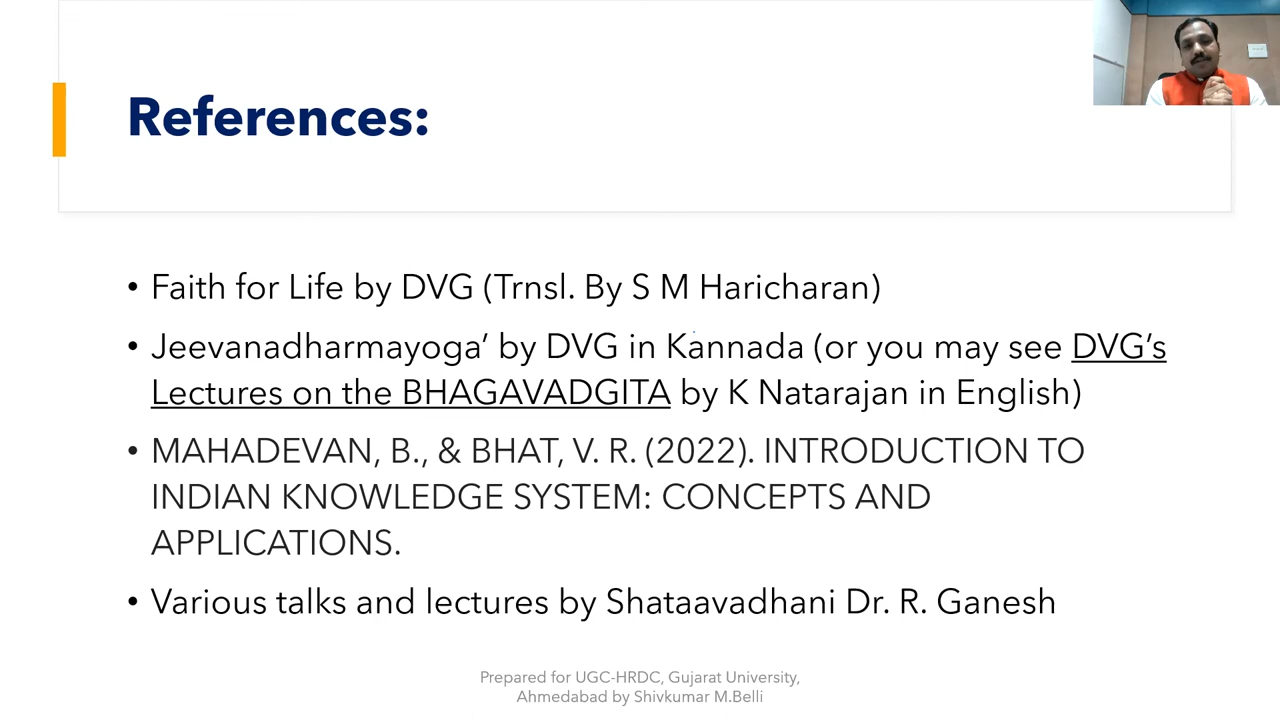 References:
• Faith for Life by DVG (Trnsl. By S M Haricharan)
• Jeevanadharmayoga’ by DVG in Kannada (or you may see DVG’s
Lectures on the BHAGAVADGITA by K Natarajan in English)
• MAHADEVAN, B., & BHAT, V. R. (2022). INTRODUCTION TO
INDIAN KNOWLEDGE SYSTEM: CONCEPTS AND
APPLICATIONS.
• Various talks and lectures by Shataavadhani Dr. R. Ganesh
Prepared for UGC-HRDC, Gujarat University,
Ahmedabad by Shivkumar M.Belli